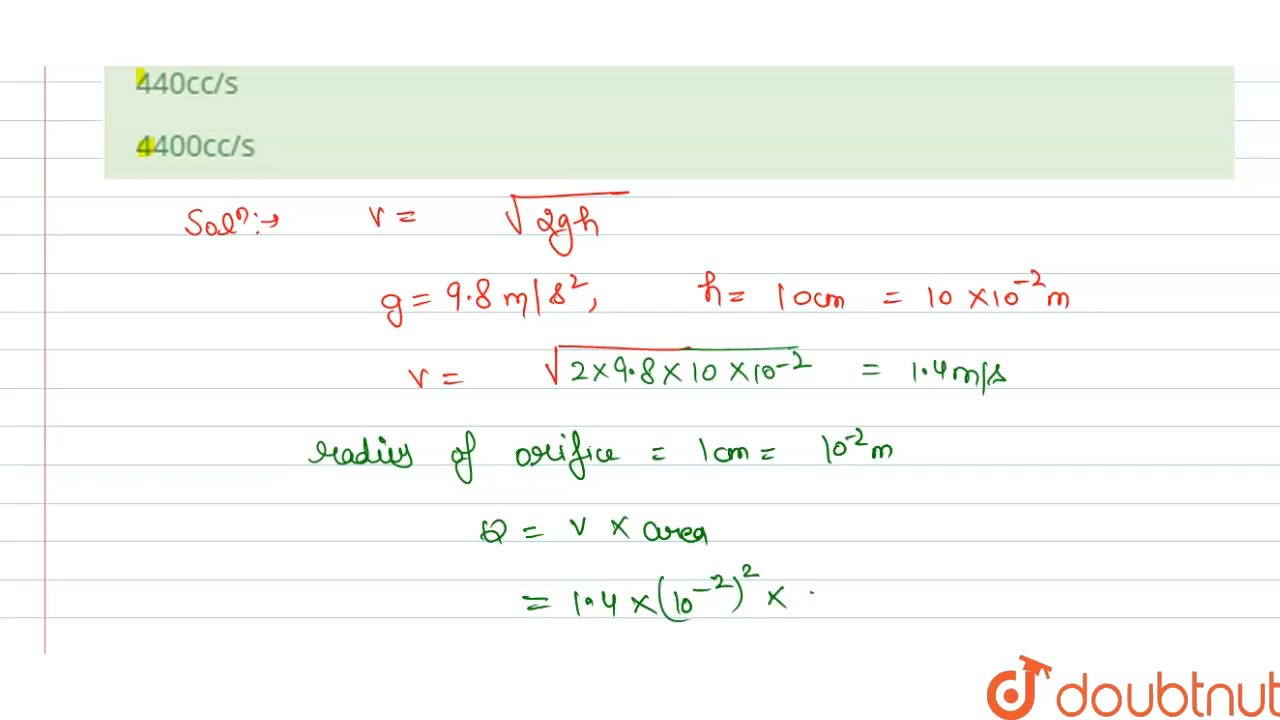 440cc/s
4400cc/s
Solⁿ:→ v = √2gh
g = 9.8 m/s², h = 10cm = 10 × 10⁻² m
v = √2×9.8×10×10⁻² = 1.4m/s
radius of orifice = 1cm = 10⁻² m
Q = v × area
= 1.4 × (10⁻²)² ×
doubtnut